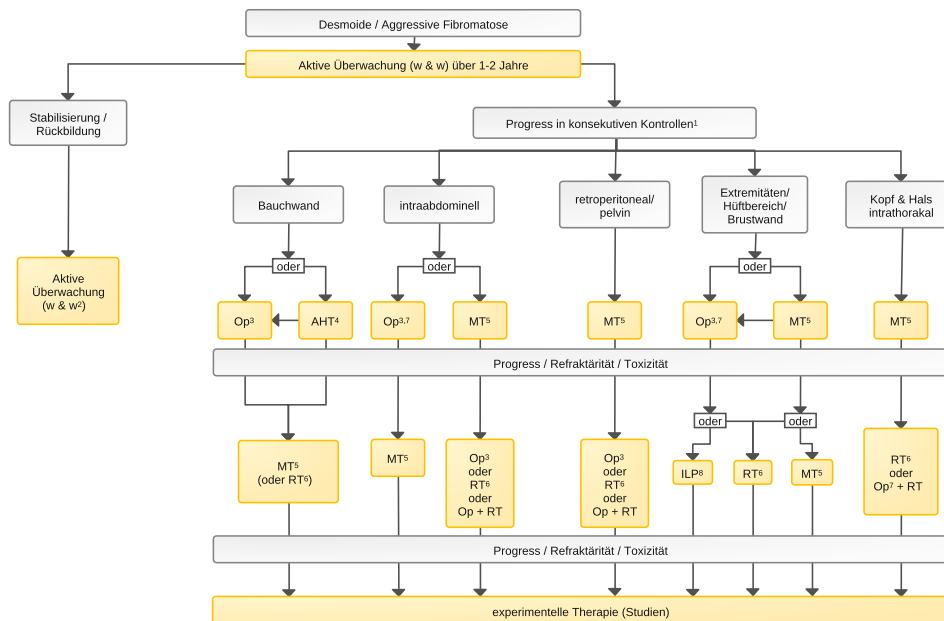 Desmoide / Aggressive Fibromatose
Aktive Überwachung (w & w) über 1-2 Jahre
Stabilisierung /
Rückbildung
Progress in konsekutiven Kontrollen¹
Bauchwand
intraabdominell
retroperitoneal/
pelvin
Extremitäten/
Hüftbereich/
Brustwand
Kopf & Hals
intrathorakal
Aktive
Überwachung
(w & w²)
oder
oder
oder
Op³
AHT⁴
Op³,⁷
MT⁵
MT⁵
Op³,⁷
MT⁵
MT⁵
Progress / Refraktärität / Toxizität
oder
oder
MT⁵
(oder RT⁶)
MT⁵
Op³
oder
RT⁶
oder
Op + RT
Op³
oder
RT⁶
oder
Op + RT
ILP⁸
RT⁶
MT⁵
RT⁶
oder
Op⁷ + RT
Progress / Refraktärität / Toxizität
experimentelle Therapie (Studien)